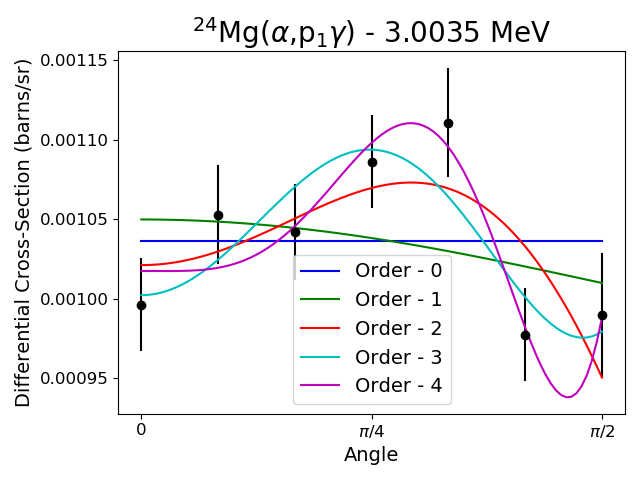 ²⁴Mg(α,p₁γ) - 3.0035 MeV
Differential Cross-Section (barns/sr)
0.00115
0.00110
0.00105
0.00100
0.00095
Order - 0
Order - 1
Order - 2
Order - 3
Order - 4
0
π/4
π/2
Angle